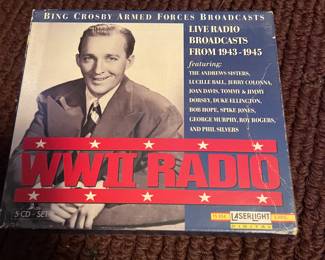 BING CROSBY ARMED FORCES BROADCASTS
LIVE RADIO
BROADCASTS
FROM 1943-1945
featuring:
THE ANDREWS SISTERS,
LUCILLE BALL, JERRY COLONNA,
JOAN DAVIS, TOMMY & JIMMY
DORSEY, DUKE ELLINGTON,
BOB HOPE, SPIKE JONES,
GEORGE MURPHY, ROY ROGERS,
AND PHIL SILVERS
WWII RADIO
5 CD-SET
LASERLIGHT
DIGITAL